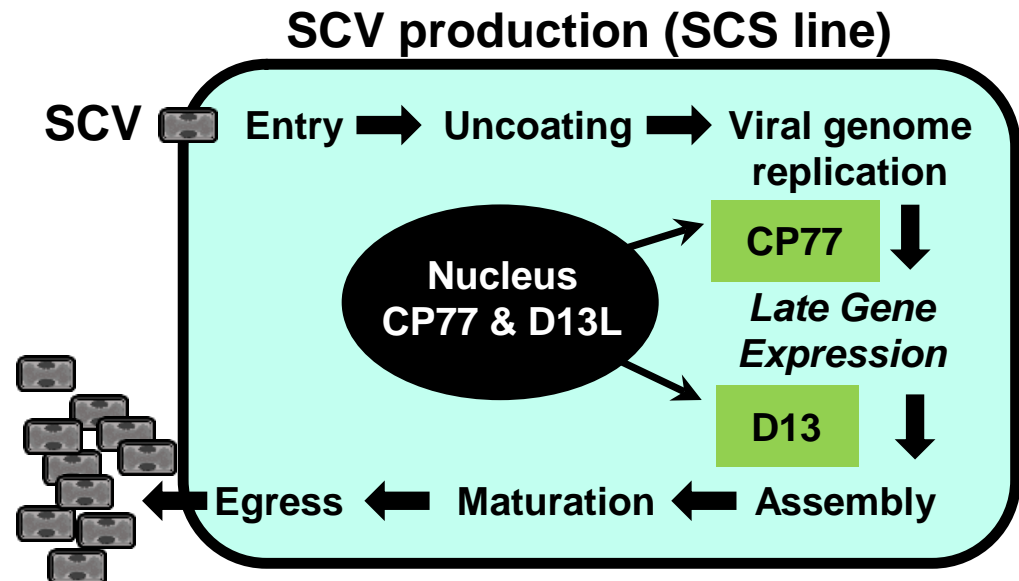 SCV production (SCS line)
SCV
Entry
Uncoating
Viral genome
replication
CP77
Nucleus
CP77 & D13L
Late Gene
Expression
D13
Egress
Maturation
Assembly